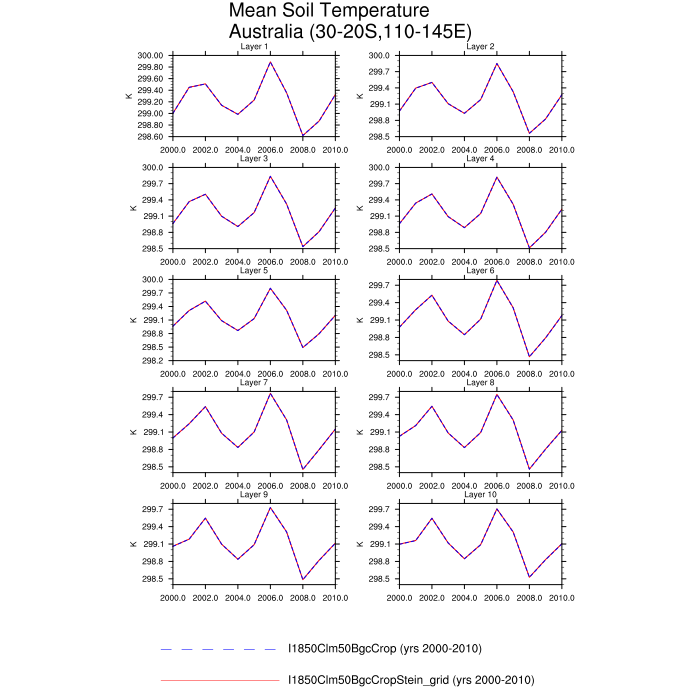 Mean Soil Temperature
Australia (30-20S,110-145E)
Layer 1
Layer 2
300.00
299.80
299.60
299.40
299.20
299.00
298.80
298.60
K
2000.0 2002.0 2004.0 2006.0 2008.0 2010.0
300.0
299.7
299.4
299.1
298.8
298.5
K
2000.0 2002.0 2004.0 2006.0 2008.0 2010.0
Layer 3
Layer 4
300.0
299.7
299.4
299.1
298.8
298.5
K
2000.0 2002.0 2004.0 2006.0 2008.0 2010.0
300.0
299.7
299.4
299.1
298.8
298.5
K
2000.0 2002.0 2004.0 2006.0 2008.0 2010.0
Layer 5
Layer 6
300.0
299.7
299.4
299.1
298.8
298.5
298.2
K
2000.0 2002.0 2004.0 2006.0 2008.0 2010.0
299.7
299.4
299.1
298.8
298.5
K
2000.0 2002.0 2004.0 2006.0 2008.0 2010.0
Layer 7
Layer 8
299.7
299.4
299.1
298.8
298.5
K
2000.0 2002.0 2004.0 2006.0 2008.0 2010.0
299.7
299.4
299.1
298.8
298.5
K
2000.0 2002.0 2004.0 2006.0 2008.0 2010.0
Layer 9
Layer 10
299.7
299.4
299.1
298.8
298.5
K
2000.0 2002.0 2004.0 2006.0 2008.0 2010.0
299.7
299.4
299.1
298.8
298.5
K
2000.0 2002.0 2004.0 2006.0 2008.0 2010.0
I1850Clm50BgcCrop (yrs 2000-2010)
I1850Clm50BgcCropStein_grid (yrs 2000-2010)